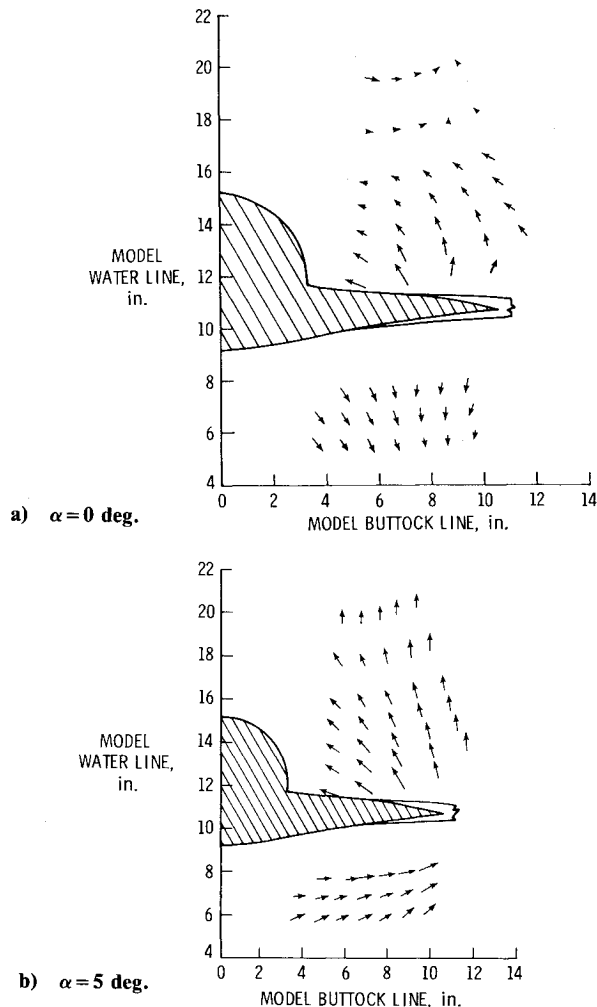 22
20
18
16
14
MODEL
WATER LINE,
in.
12
10
8
6
4
0 2 4 6 8 10 12 14
MODEL BUTTOCK LINE, in.
a) α=0 deg.
22
20
18
16
14
MODEL
WATER LINE,
in.
12
10
8
6
4
0 2 4 6 8 10 12 14
MODEL BUTTOCK LINE, in.
b) α=5 deg.